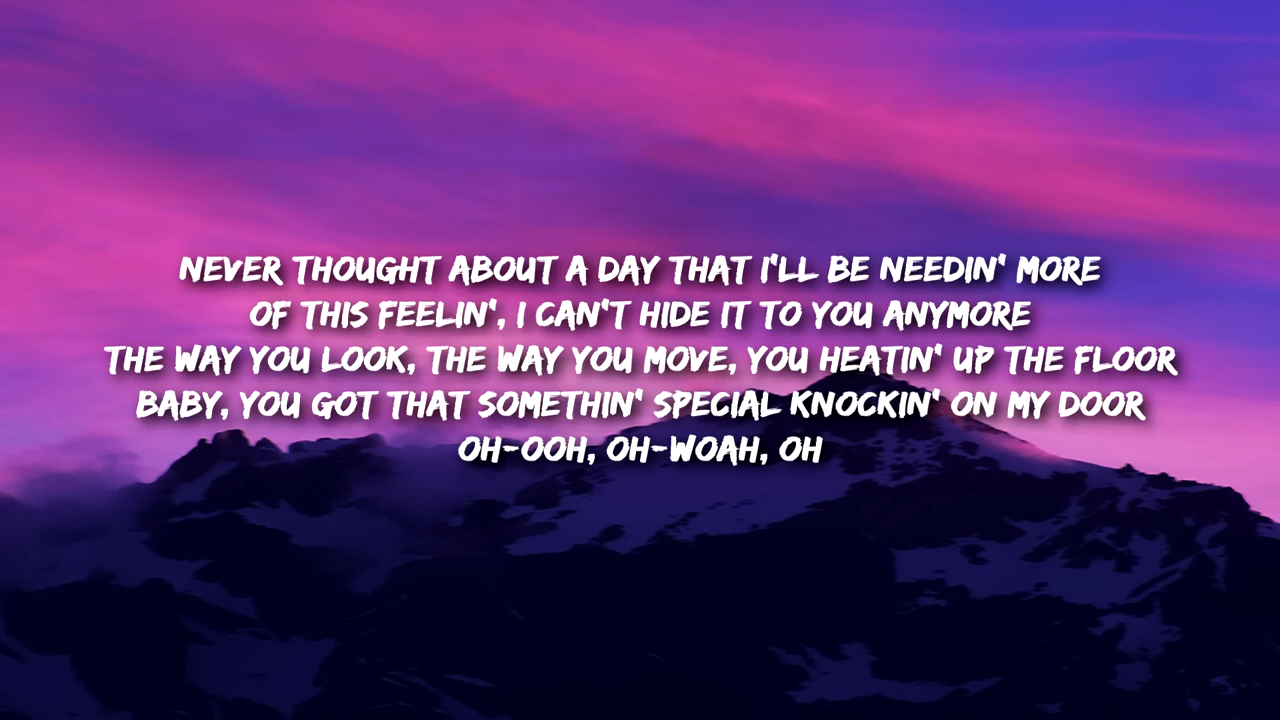 NEVER THOUGHT ABOUT A DAY THAT I'LL BE NEEDIN' MORE
OF THIS FEELIN', I CAN'T HIDE IT TO YOU ANYMORE
THE WAY YOU LOOK, THE WAY YOU MOVE, YOU HEATIN' UP THE FLOOR
BABY, YOU GOT THAT SOMETHIN' SPECIAL KNOCKIN' ON MY DOOR
OH-OOH, OH-WOAH, OH